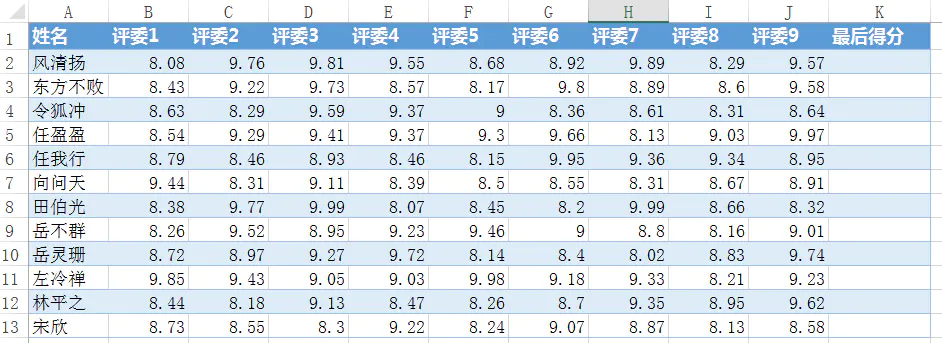 A B C D E F G H I J K
1 姓名 评委1 评委2 评委3 评委4 评委5 评委6 评委7 评委8 评委9 最后得分
2 风清扬 8.08 9.76 9.81 9.55 8.68 8.92 9.89 8.29 9.57
3 东方不败 8.43 9.22 9.73 8.57 8.17 9.8 8.89 8.6 9.58
4 令狐冲 8.63 8.29 9.59 9.37 9 8.36 8.61 8.31 8.64
5 任盈盈 8.54 9.29 9.41 9.37 9.3 9.66 8.13 9.03 9.97
6 任我行 8.79 8.46 8.93 8.46 8.15 9.95 9.36 9.34 8.95
7 向问天 9.44 8.31 9.11 8.39 8.5 8.55 8.31 8.67 8.91
8 田伯光 8.38 9.77 9.99 8.07 8.45 8.2 9.99 8.66 8.32
9 岳不群 8.26 9.52 8.95 9.23 9.46 9 8.8 8.16 9.01
10 岳灵珊 8.72 8.97 9.27 9.72 8.14 8.4 8.02 8.83 9.74
11 左冷禅 9.85 9.43 9.05 9.03 9.98 9.18 9.33 8.21 9.23
12 林平之 8.44 8.18 9.13 8.47 8.26 8.7 9.35 8.95 9.62
13 宋欣 8.73 8.55 8.3 9.22 8.24 9.07 8.87 8.13 8.58